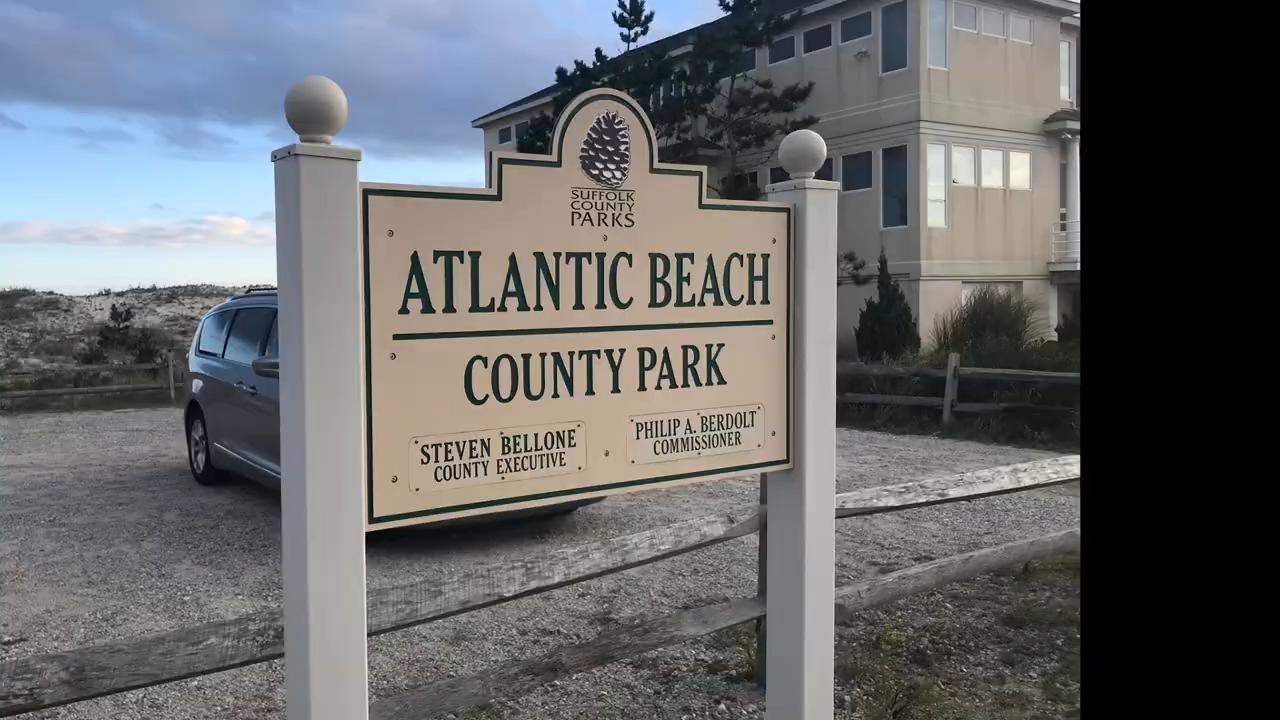 SUFFOLK
COUNTY
PARKS
ATLANTIC BEACH
COUNTY PARK
STEVEN BELLONE
COUNTY EXECUTIVE
PHILIP A. BERDOLT
COMMISSIONER